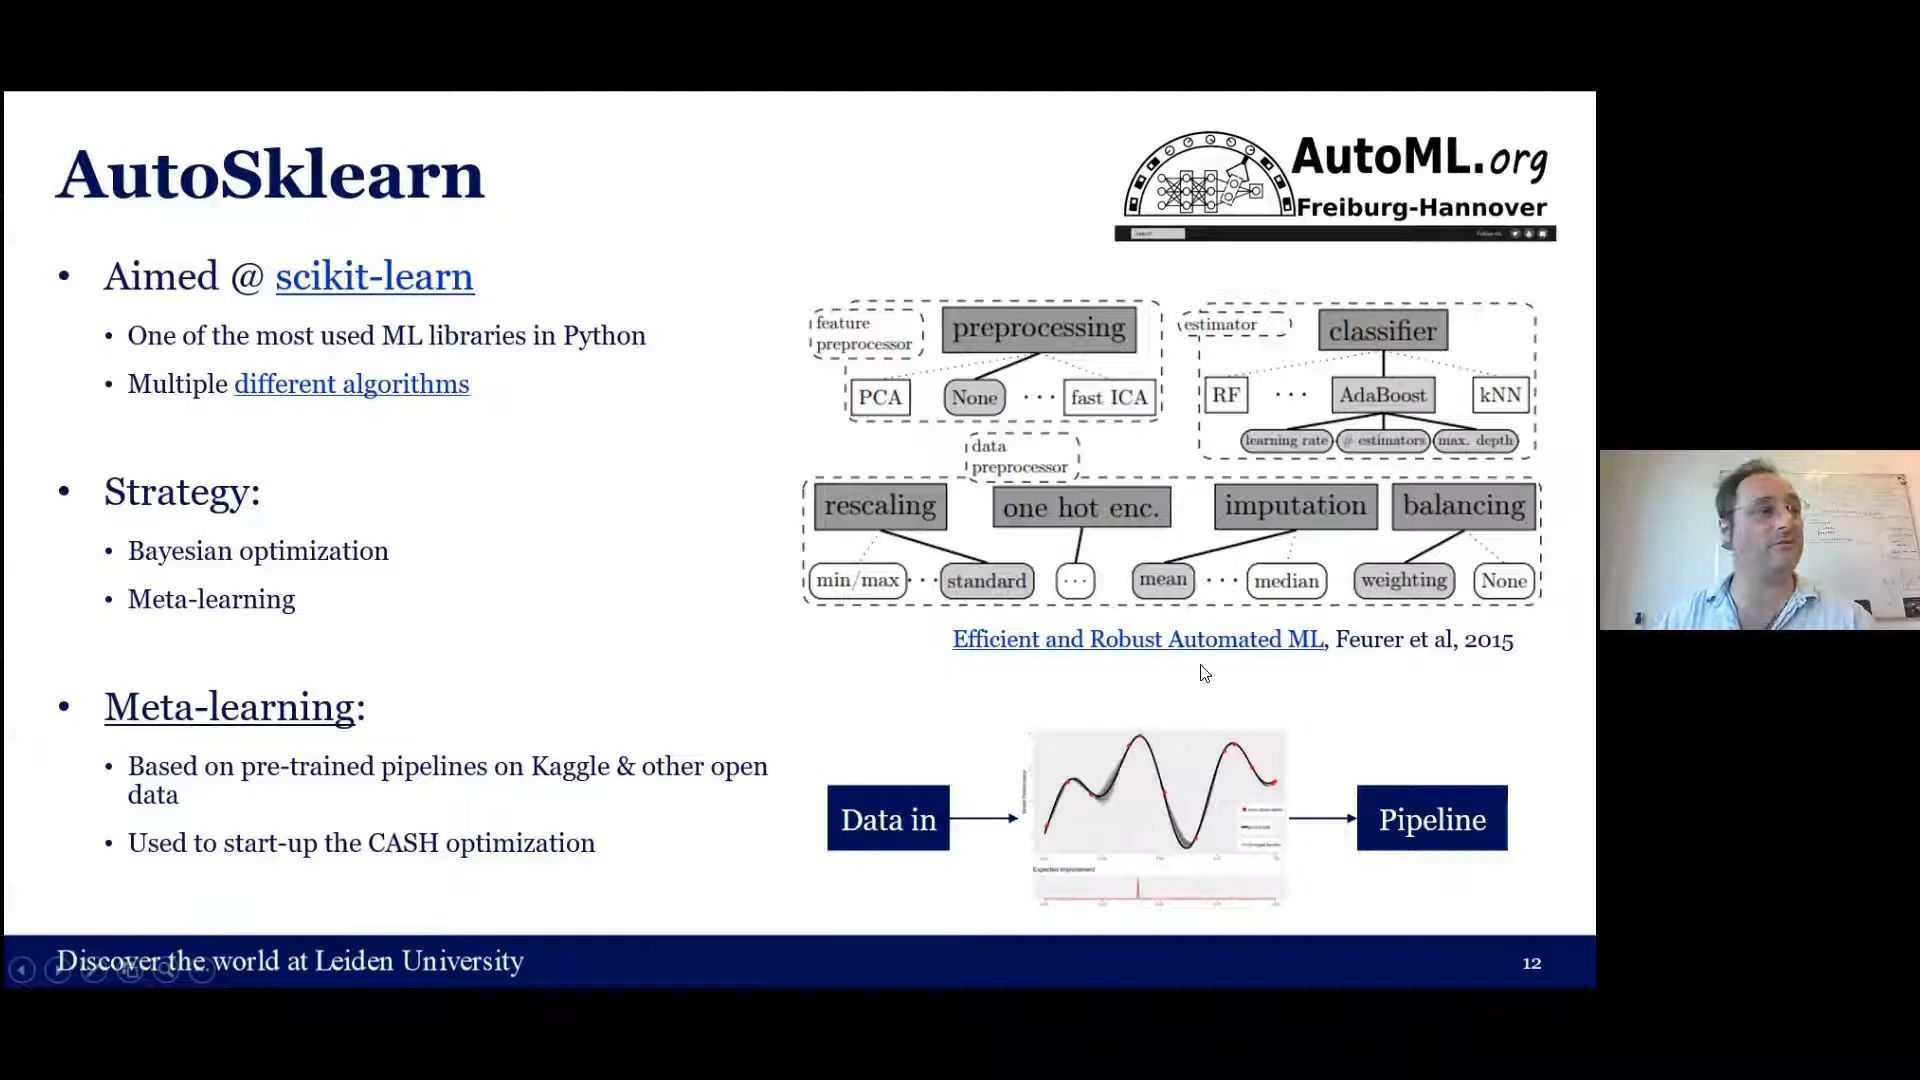 AutoSklearn
AutoML.org
Freiburg-Hannover
• Aimed @ scikit-learn
• One of the most used ML libraries in Python
• Multiple different algorithms
• Strategy:
• Bayesian optimization
• Meta-learning
• Meta-learning:
• Based on pre-trained pipelines on Kaggle & other open
data
• Used to start-up the CASH optimization
feature
preprocessor
preprocessing
PCA
None
···
fast ICA
estimator
classifier
RF
···
AdaBoost
kNN
learning rate
# estimators
max. depth
data
preprocessor
rescaling
one hot enc.
imputation
balancing
min/max
···
standard
···
mean
···
median
weighting
None
Efficient and Robust Automated ML, Feurer et al, 2015
Data in
Expected Improvement
Pipeline
Discover the world at Leiden University
12